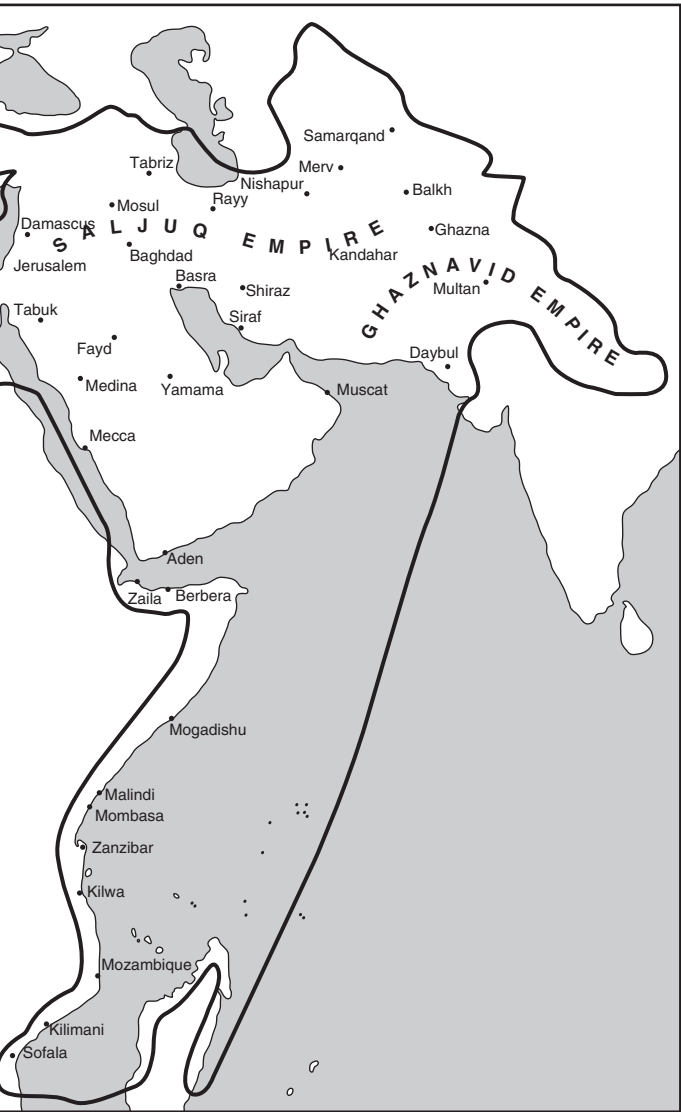 Samarqand
Tabriz
Merv
Nishapur
Balkh
Rayy
Mosul
Damascus
SALJUQ EMPIRE
Ghazna
Baghdad
Kandahar
Jerusalem
Basra
GHAZNAVID EMPIRE
Multan
Shiraz
Tabuk
Siraf
Fayd
Daybul
Medina
Yamama
Muscat
Mecca
Aden
Zaila
Berbera
Mogadishu
Malindi
Mombasa
Zanzibar
Kilwa
Mozambique
Kilimani
Sofala